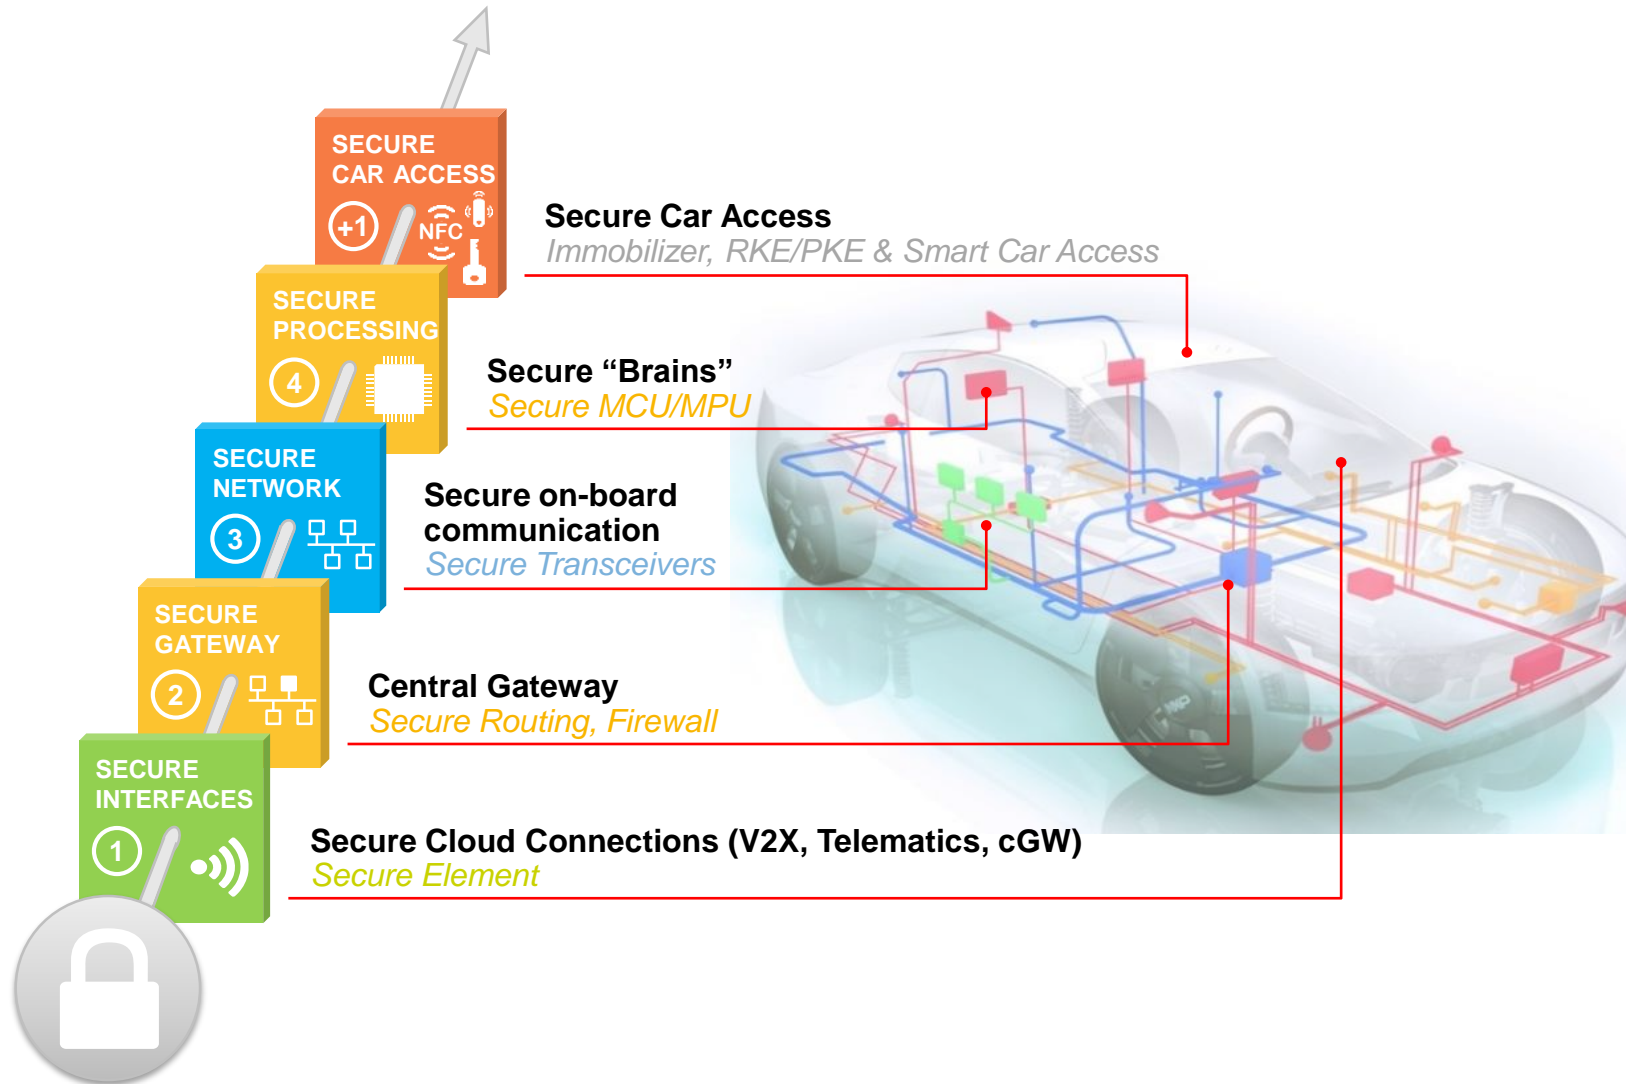 SECURE
CAR ACCESS
+1
NFC
Secure Car Access
Immobilizer, RKE/PKE & Smart Car Access
SECURE
PROCESSING
4
Secure “Brains”
Secure MCU/MPU
SECURE
NETWORK
3
Secure on-board
communication
Secure Transceivers
SECURE
GATEWAY
2
Central Gateway
Secure Routing, Firewall
SECURE
INTERFACES
1
Secure Cloud Connections (V2X, Telematics, cGW)
Secure Element
NXP